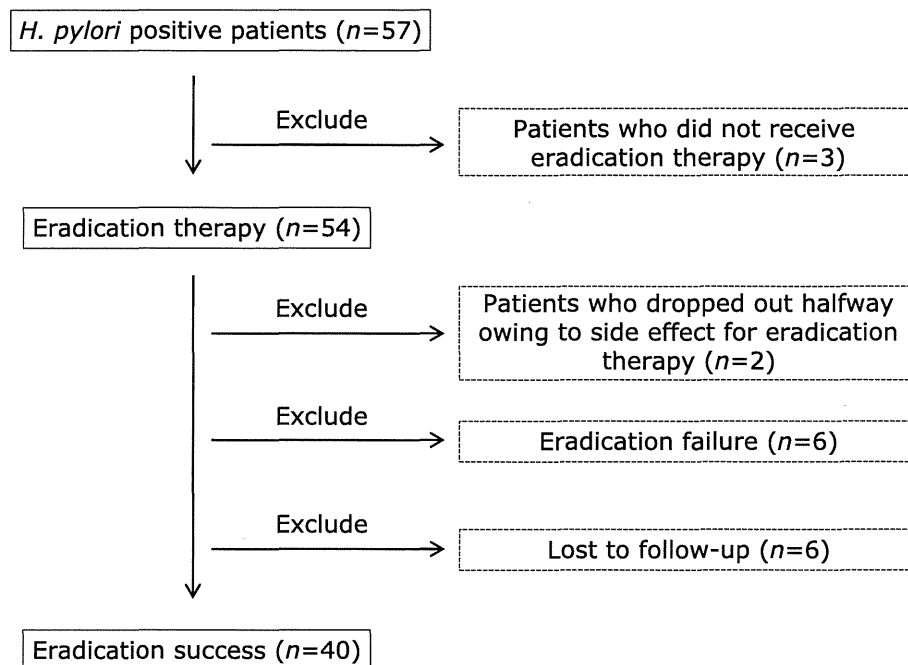 H. pylori positive patients (n=57)
Exclude
Patients who did not receive
eradication therapy (n=3)
Eradication therapy (n=54)
Exclude
Patients who dropped out halfway
owing to side effect for eradication
therapy (n=2)
Exclude
Eradication failure (n=6)
Exclude
Lost to follow-up (n=6)
Eradication success (n=40)